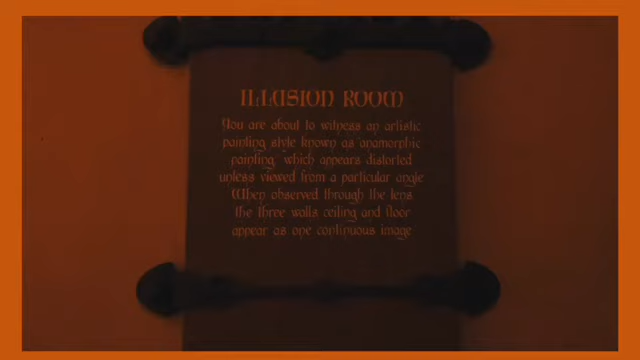 ILLUSION ROOM
You are about to witness an artistic
painting style known as 'anamorphic
painting' which appears distorted
unless viewed from a particular angle
When observed through the lens
the three walls ceiling and floor
appear as one continuous image